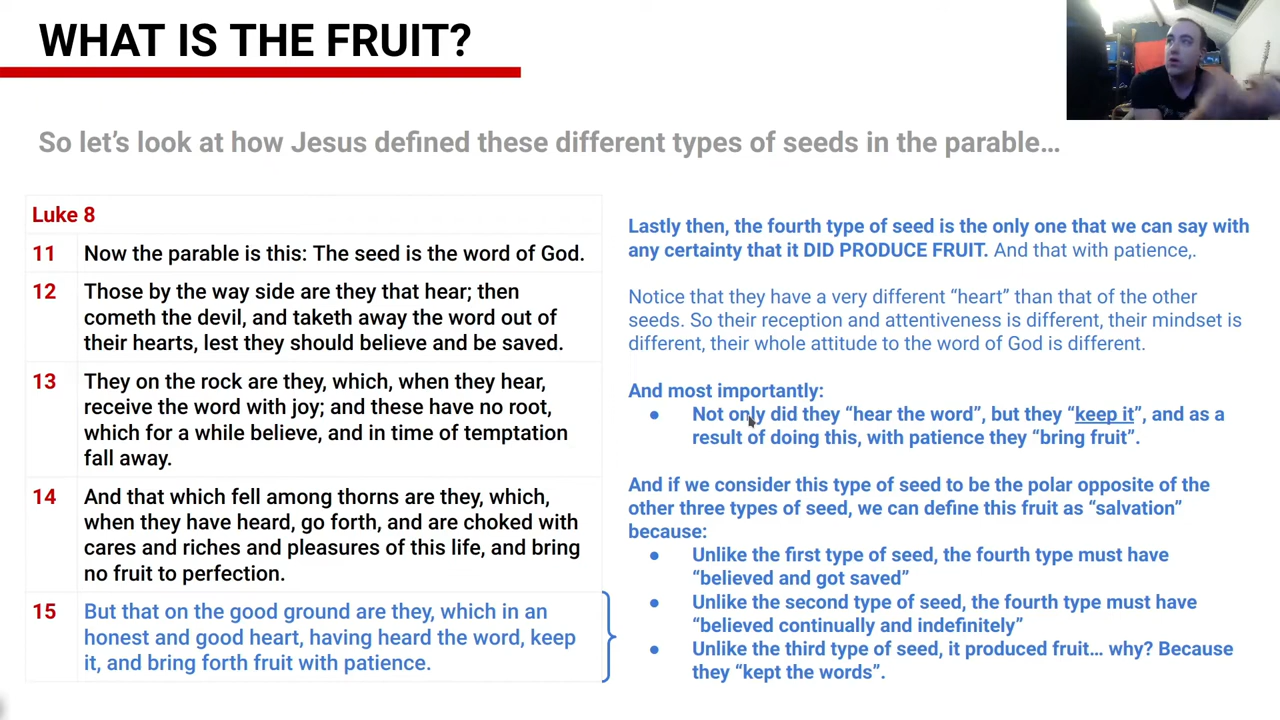 WHAT IS THE FRUIT?
So let's look at how Jesus defined these different types of seeds in the parable…
Luke 8
11 Now the parable is this: The seed is the word of God.
12 Those by the way side are they that hear; then
cometh the devil, and taketh away the word out of
their hearts, lest they should believe and be saved.
13 They on the rock are they, which, when they hear,
receive the word with joy; and these have no root,
which for a while believe, and in time of temptation
fall away.
14 And that which fell among thorns are they, which,
when they have heard, go forth, and are choked with
cares and riches and pleasures of this life, and bring
no fruit to perfection.
15 But that on the good ground are they, which in an
honest and good heart, having heard the word, keep
it, and bring forth fruit with patience.
Lastly then, the fourth type of seed is the only one that we can say with
any certainty that it DID PRODUCE FRUIT. And that with patience,.
Notice that they have a very different “heart” than that of the other
seeds. So their reception and attentiveness is different, their mindset is
different, their whole attitude to the word of God is different.
And most importantly:
● Not only did they “hear the word”, but they “keep it”, and as a
result of doing this, with patience they “bring fruit”.
And if we consider this type of seed to be the polar opposite of the
other three types of seed, we can define this fruit as “salvation”
because:
● Unlike the first type of seed, the fourth type must have
“believed and got saved”
● Unlike the second type of seed, the fourth type must have
“believed continually and indefinitely”
● Unlike the third type of seed, it produced fruit… why? Because
they “kept the words”.